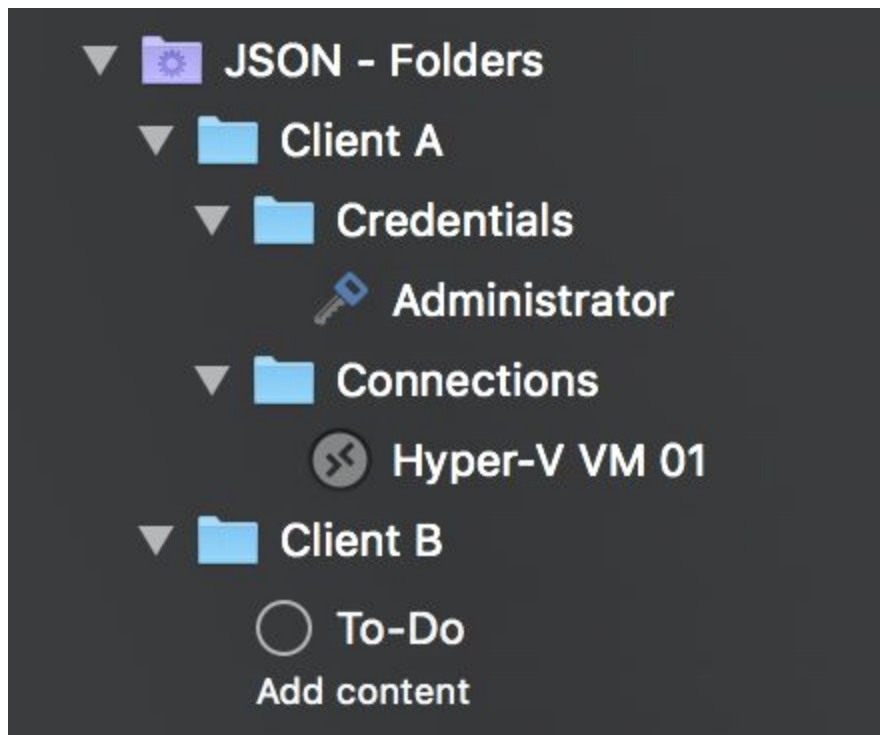 JSON - Folders
Client A
Credentials
Administrator
Connections
Hyper-V VM 01
Client B
To-Do
Add content